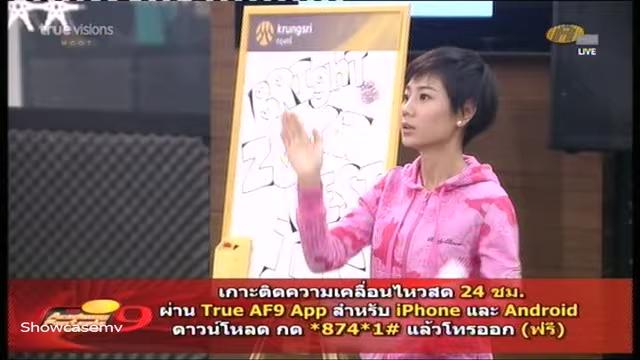 true visions
HOOT
krungsri
กรุงศรี
LIVE
BRight
เกาะติดความเคลื่อนไหวสด 24 ชม.
ผ่าน True AF9 App สำหรับ iPhone และ Android
ดาวน์โหลด กด *874*1# แล้วโทรออก (ฟรี)
Showcasemv